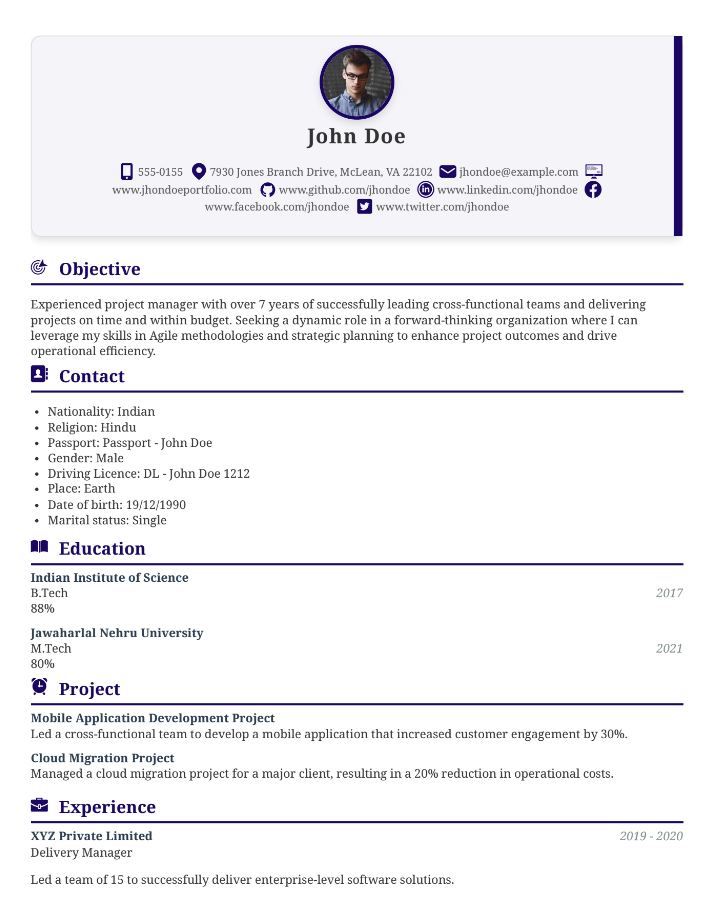 John Doe
555-0155 7930 Jones Branch Drive, McLean, VA 22102 jhondoe@example.com
www.jhondoeportfolio.com www.github.com/jhondoe www.linkedin.com/jhondoe
www.facebook.com/jhondoe www.twitter.com/jhondoe
Objective
Experienced project manager with over 7 years of successfully leading cross-functional teams and delivering
projects on time and within budget. Seeking a dynamic role in a forward-thinking organization where I can
leverage my skills in Agile methodologies and strategic planning to enhance project outcomes and drive
operational efficiency.
Contact
• Nationality: Indian
• Religion: Hindu
• Passport: Passport - John Doe
• Gender: Male
• Driving Licence: DL - John Doe 1212
• Place: Earth
• Date of birth: 19/12/1990
• Marital status: Single
Education
Indian Institute of Science
B.Tech 2017
88%
Jawaharlal Nehru University
M.Tech 2021
80%
Project
Mobile Application Development Project
Led a cross-functional team to develop a mobile application that increased customer engagement by 30%.
Cloud Migration Project
Managed a cloud migration project for a major client, resulting in a 20% reduction in operational costs.
Experience
XYZ Private Limited 2019 - 2020
Delivery Manager
Led a team of 15 to successfully deliver enterprise-level software solutions.